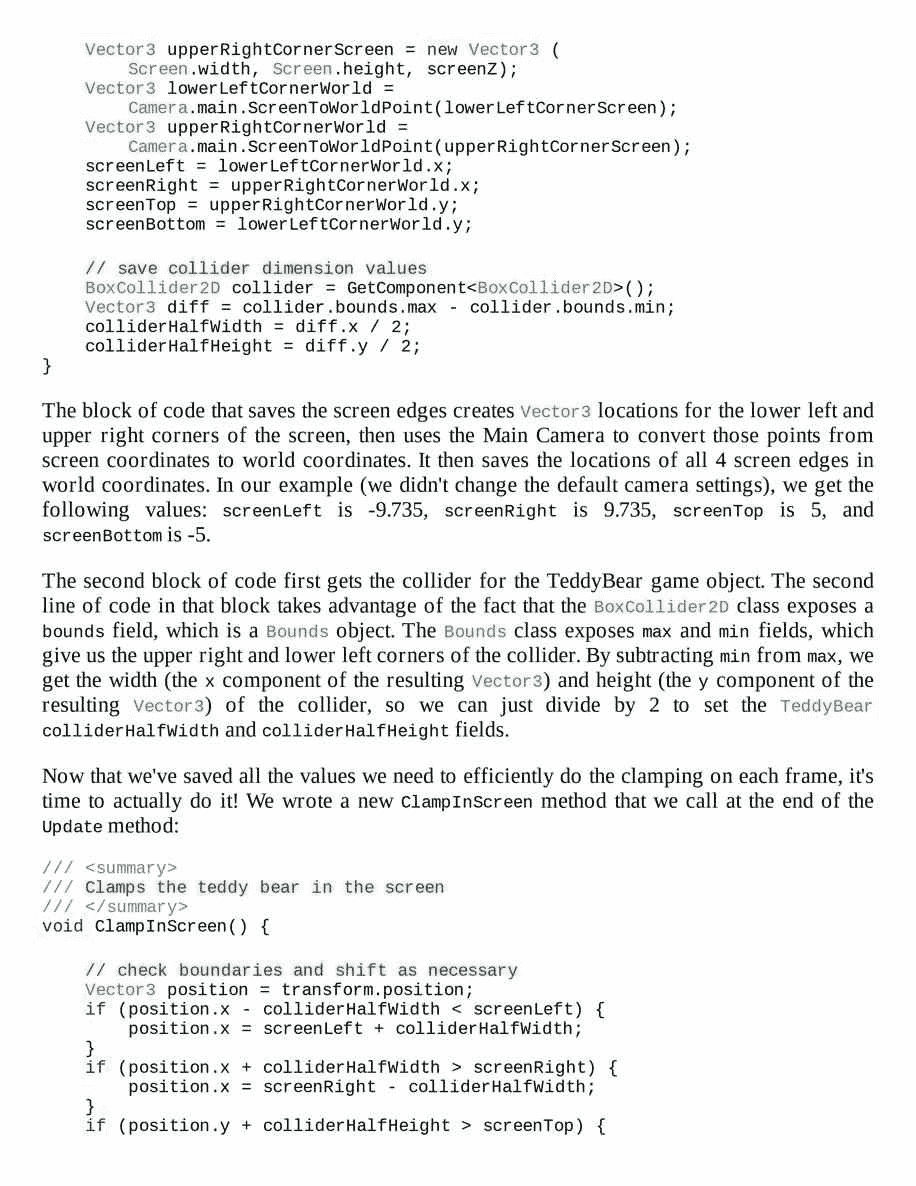 Vector3 upperRightCornerScreen = new Vector3 (
Screen.width, Screen.height, screenZ);
Vector3 lowerLeftCornerWorld =
Camera.main.ScreenToWorldPoint(lowerLeftCornerScreen);
Vector3 upperRightCornerWorld =
Camera.main.ScreenToWorldPoint(upperRightCornerScreen);
screenLeft = lowerLeftCornerWorld.x;
screenRight = upperRightCornerWorld.x;
screenTop = upperRightCornerWorld.y;
screenBottom = lowerLeftCornerWorld.y;
// save collider dimension values
BoxCollider2D collider = GetComponent<BoxCollider2D>();
Vector3 diff = collider.bounds.max - collider.bounds.min;
colliderHalfWidth = diff.x / 2;
colliderHalfHeight = diff.y / 2;
}
The block of code that saves the screen edges creates Vector3 locations for the lower left and
upper right corners of the screen, then uses the Main Camera to convert those points from
screen coordinates to world coordinates. It then saves the locations of all 4 screen edges in
world coordinates. In our example (we didn't change the default camera settings), we get the
following values: screenLeft is -9.735, screenRight is 9.735, screenTop is 5, and
screenBottom is -5.
The second block of code first gets the collider for the TeddyBear game object. The second
line of code in that block takes advantage of the fact that the BoxCollider2D class exposes a
bounds field, which is a Bounds object. The Bounds class exposes max and min fields, which
give us the upper right and lower left corners of the collider. By subtracting min from max, we
get the width (the x component of the resulting Vector3) and height (the y component of the
resulting Vector3) of the collider, so we can just divide by 2 to set the TeddyBear
colliderHalfWidth and colliderHalfHeight fields.
Now that we've saved all the values we need to efficiently do the clamping on each frame, it's
time to actually do it! We wrote a new ClampInScreen method that we call at the end of the
Update method:
/// <summary>
/// Clamps the teddy bear in the screen
/// </summary>
void ClampInScreen() {
// check boundaries and shift as necessary
Vector3 position = transform.position;
if (position.x - colliderHalfWidth < screenLeft) {
position.x = screenLeft + colliderHalfWidth;
}
if (position.x + colliderHalfWidth > screenRight) {
position.x = screenRight - colliderHalfWidth;
}
if (position.y + colliderHalfHeight > screenTop) {